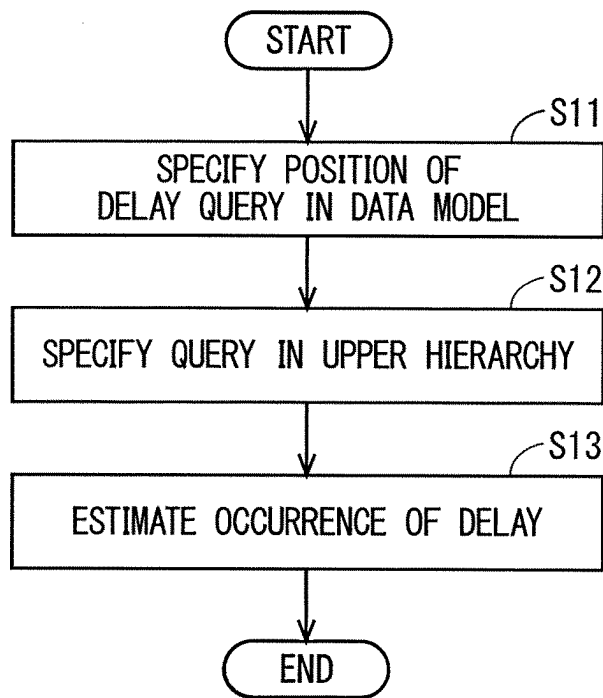 START
S11
SPECIFY POSITION OF
DELAY QUERY IN DATA MODEL
S12
SPECIFY QUERY IN UPPER HIERARCHY
S13
ESTIMATE OCCURRENCE OF DELAY
END